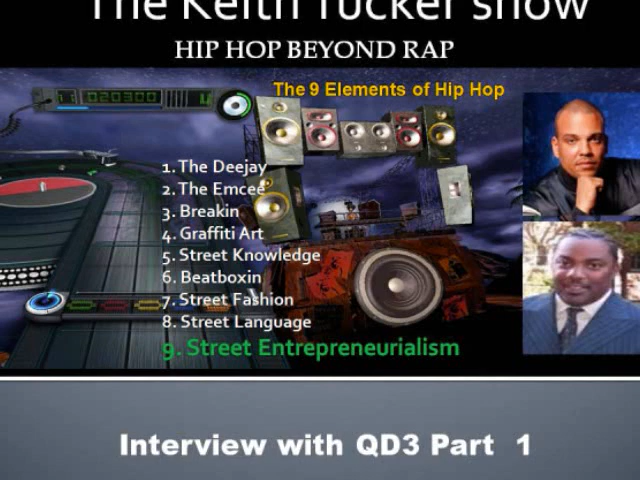 The Keith Tucker show
HIP HOP BEYOND RAP
The 9 Elements of Hip Hop
020300
1. The Deejay
2. The Emcee
3. Breakin
4. Graffiti Art
5. Street Knowledge
6. Beatboxin
7. Street Fashion
8. Street Language
9. Street Entrepreneurialism
Interview with QD3 Part 1